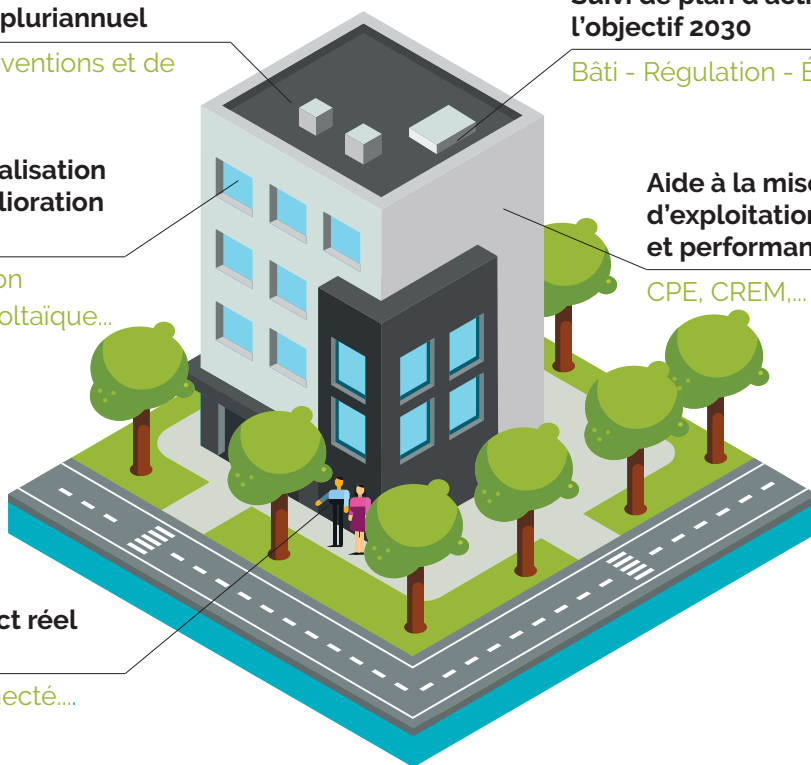 pluriannuel
ventions et de
l'objectif 2030
Bâti - Régulation - É
alisation
lioration
on
oltaïque...
Aide à la mise
d'exploitation
et performan
CPE, CREM,...
ct réel
ecté....